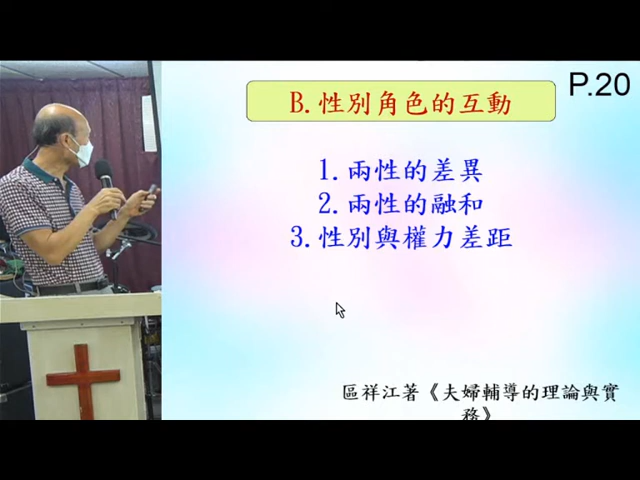 P.20
B.性別角色的互動
1.兩性的差異
2.兩性的融和
3.性別與權力差距
區祥江著《夫婦輔導的理論與實
務》